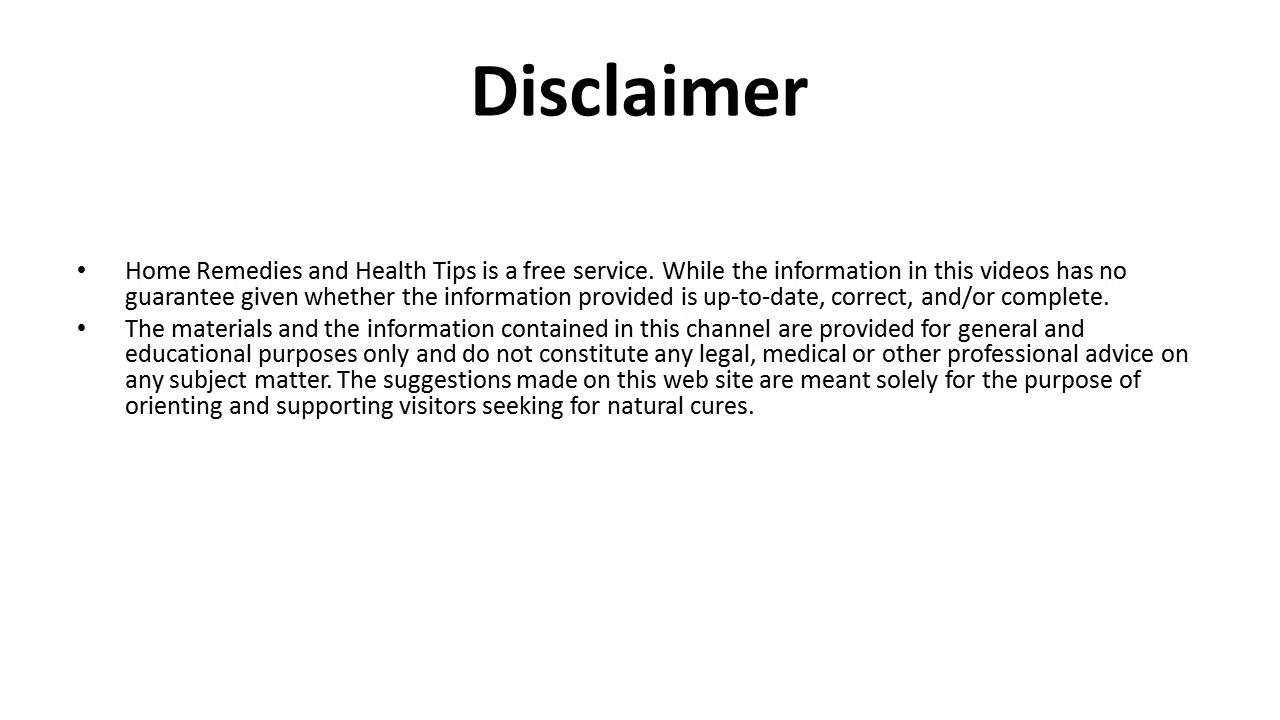 Disclaimer
• Home Remedies and Health Tips is a free service. While the information in this videos has no
guarantee given whether the information provided is up-to-date, correct, and/or complete.
• The materials and the information contained in this channel are provided for general and
educational purposes only and do not constitute any legal, medical or other professional advice on
any subject matter. The suggestions made on this web site are meant solely for the purpose of
orienting and supporting visitors seeking for natural cures.